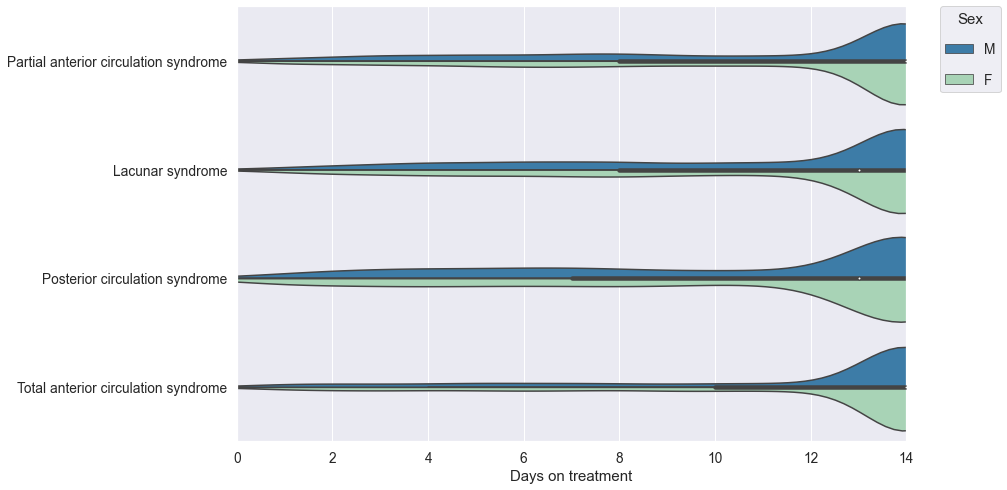 Sex
M
F
Partial anterior circulation syndrome
Lacunar syndrome
Posterior circulation syndrome
Total anterior circulation syndrome
0 2 4 6 8 10 12 14
Days on treatment